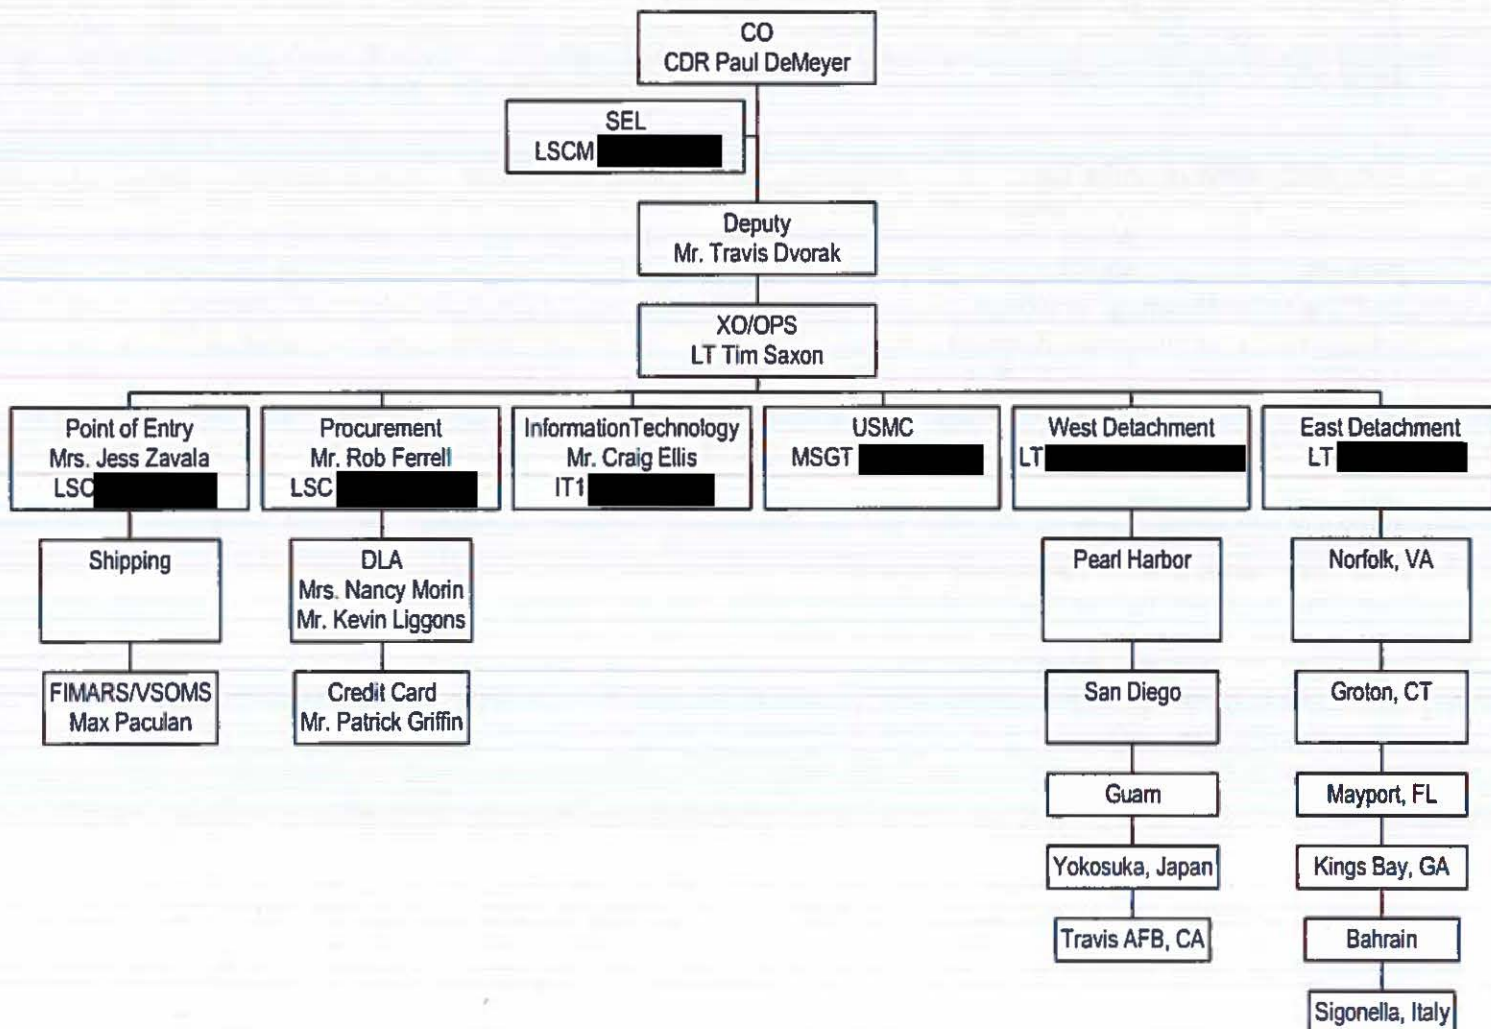 CO
CDR Paul DeMeyer
SEL
LSCM
Deputy
Mr. Travis Dvorak
XO/OPS
LT Tim Saxon
Point of Entry
Mrs. Jess Zavala
LSC
Procurement
Mr. Rob Ferrell
LSC
InformationTechnology
Mr. Craig Ellis
IT1
USMC
MSGT
West Detachment
LT
East Detachment
LT
Shipping
DLA
Mrs. Nancy Morin
Mr. Kevin Liggons
Pearl Harbor
Norfolk, VA
FIMARS/VSOMS
Max Paculan
Credit Card
Mr. Patrick Griffin
San Diego
Groton, CT
Guam
Mayport, FL
Yokosuka, Japan
Kings Bay, GA
Travis AFB, CA
Bahrain
Sigonella, Italy